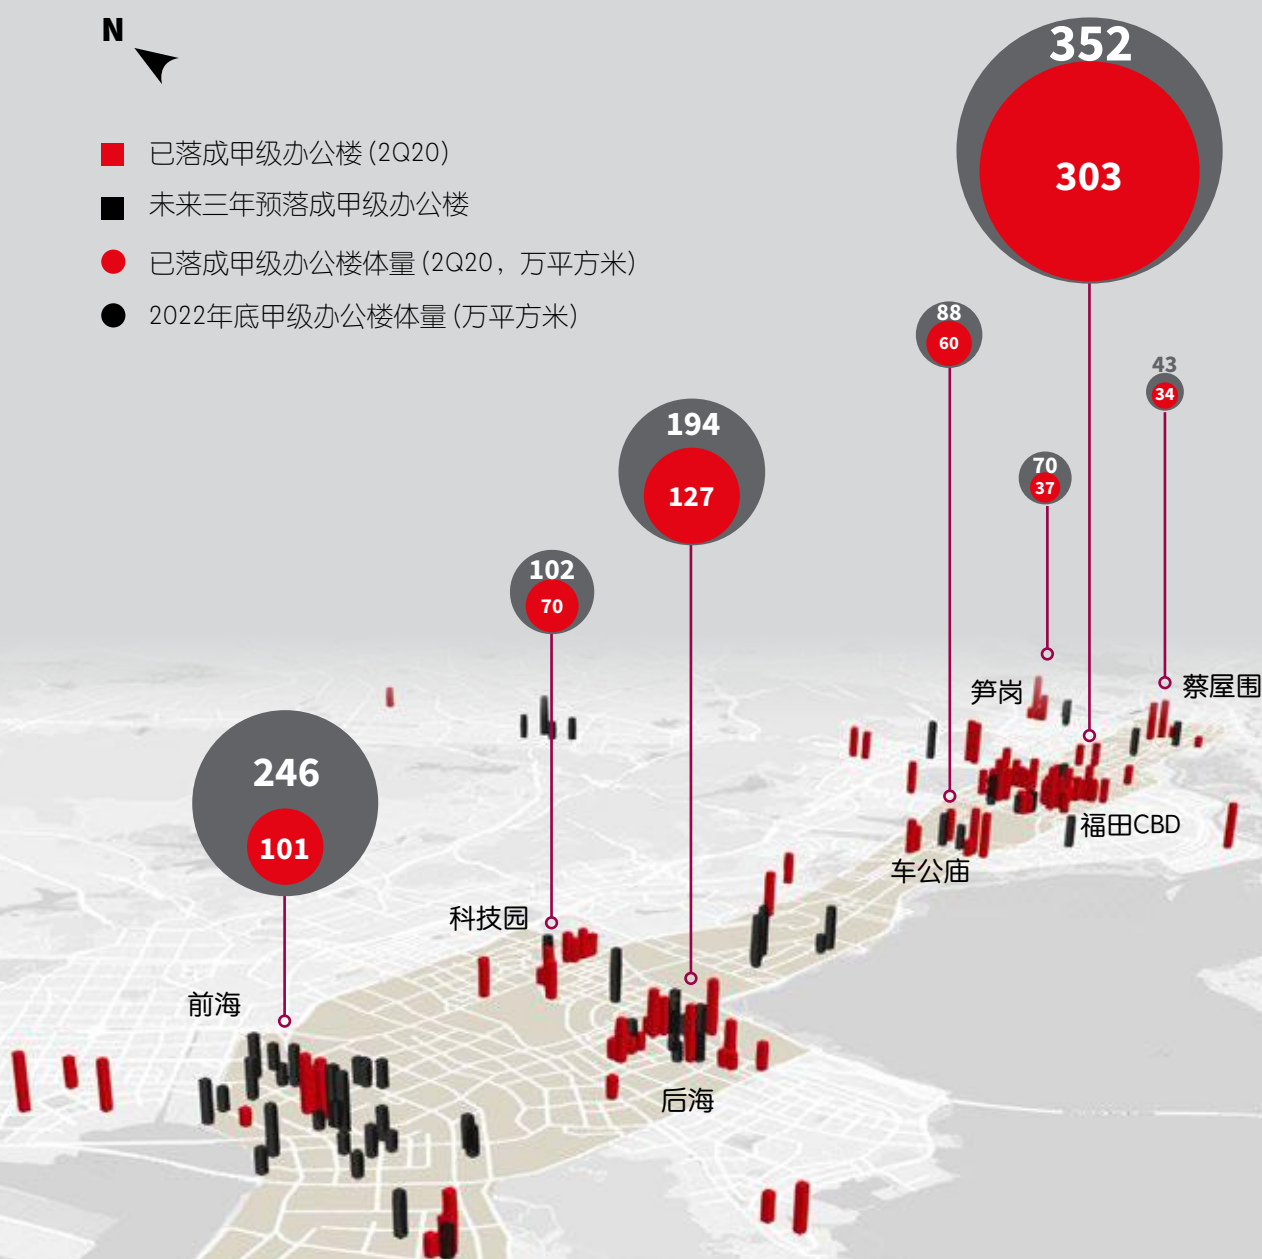 N
已落成甲级办公楼(2Q20)
未来三年预落成甲级办公楼
已落成甲级办公楼体量(2Q20，万平方米)
2022年底甲级办公楼体量(万平方米)
352
303
88
60
43
34
194
127
70
37
102
70
笋岗
蔡屋围
246
101
福田CBD
车公庙
科技园
前海
后海